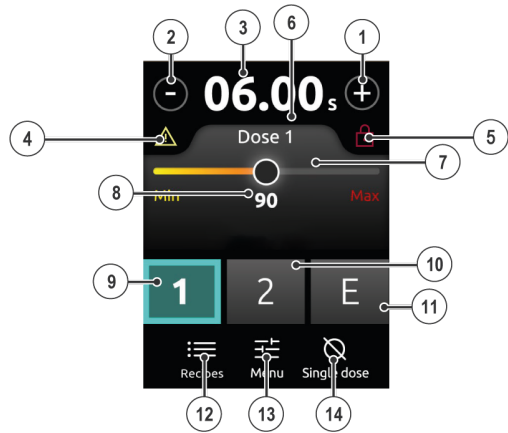 2
3
6
1
- 06.00s +
4
Dose 1
5
7
8
Min
90
Max
9
1
2
E
10
11
Recipes
Menu
Single dose
12
13
14